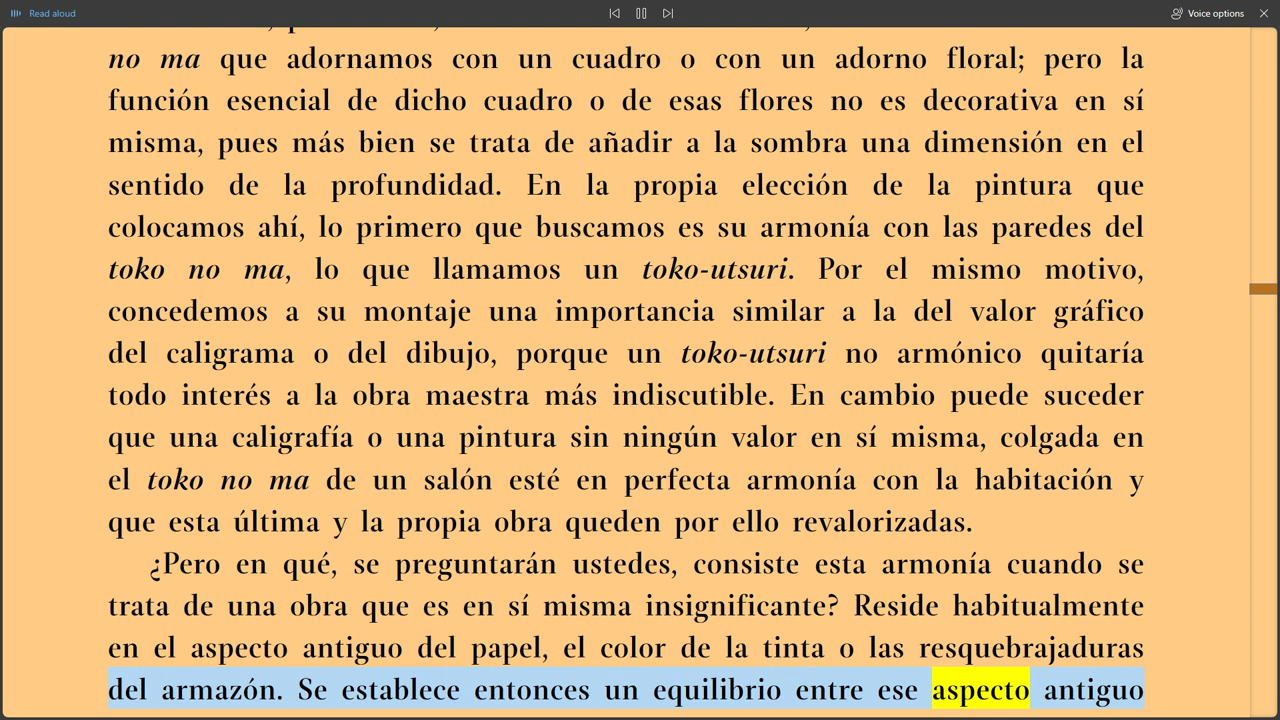 Read aloud
Voice options
no ma que adornamos con un cuadro o con un adorno floral; pero la
función esencial de dicho cuadro o de esas flores no es decorativa en sí
misma, pues más bien se trata de añadir a la sombra una dimensión en el
sentido de la profundidad. En la propia elección de la pintura que
colocamos ahí, lo primero que buscamos es su armonía con las paredes del
toko no ma, lo que llamamos un toko-utsuri. Por el mismo motivo,
concedemos a su montaje una importancia similar a la del valor gráfico
del caligrama o del dibujo, porque un toko-utsuri no armónico quitaría
todo interés a la obra maestra más indiscutible. En cambio puede suceder
que una caligrafía o una pintura sin ningún valor en sí misma, colgada en
el toko no ma de un salón esté en perfecta armonía con la habitación y
que esta última y la propia obra queden por ello revalorizadas.
¿Pero en qué, se preguntarán ustedes, consiste esta armonía cuando se
trata de una obra que es en sí misma insignificante? Reside habitualmente
en el aspecto antiguo del papel, el color de la tinta o las resquebrajaduras
del armazón. Se establece entonces un equilibrio entre ese aspecto antiguo